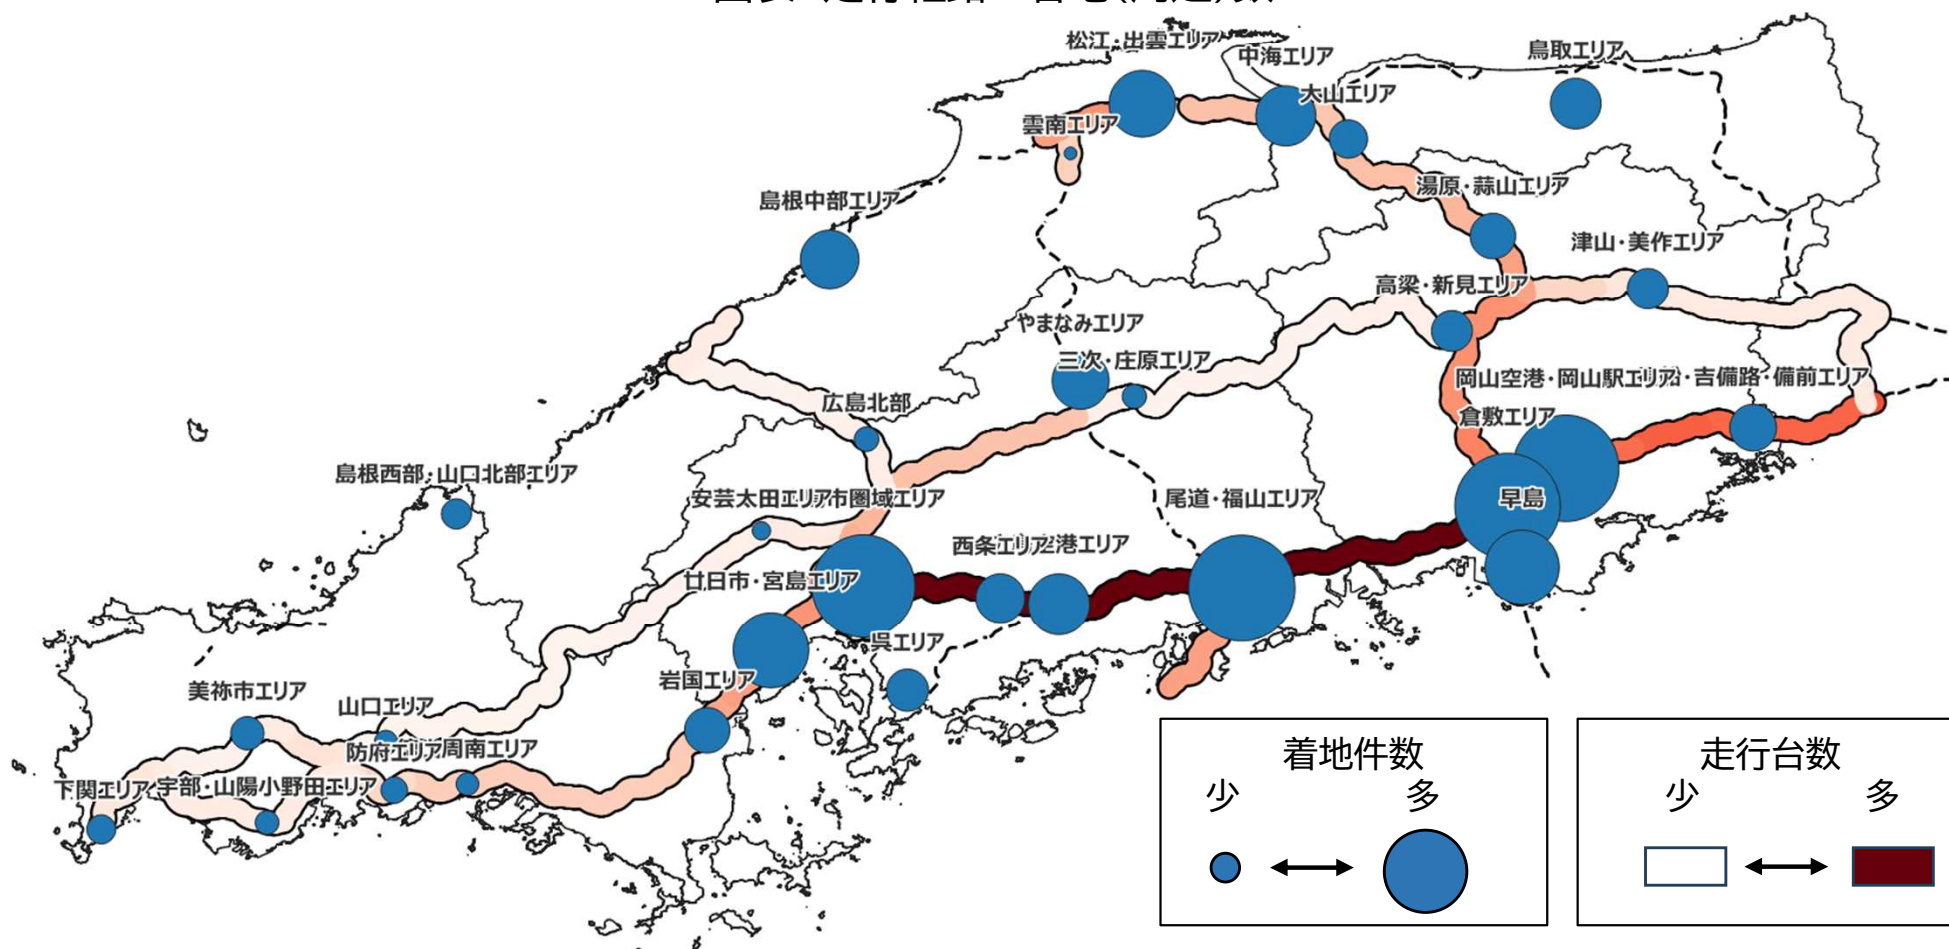 松江・出雲エリア
中海エリア
鳥取エリア
大山エリア
雲南エリア
湯原・蒜山エリア
島根中部エリア
津山・美作エリア
高梁・新見エリア
やまなみエリア
三次・庄原エリア
岡山空港・岡山駅エリア
・吉備路・備前エリア
広島北部
倉敷エリア
島根西部・山口北部エリア
安芸太田エリア
市圏域エリア
尾道・福山エリア
早島
西条エリア
空港エリア
廿日市・宮島エリア
呉エリア
岩国エリア
美祢市エリア
山口エリア
防府エリア
周南エリア
下関エリア
宇部・山陽小野田エリア
着地件数
少 多
走行台数
少 多